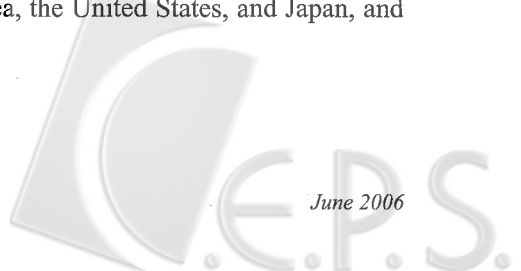 ea, the United States, and Japan, and
June 2006
C.E.P.S.